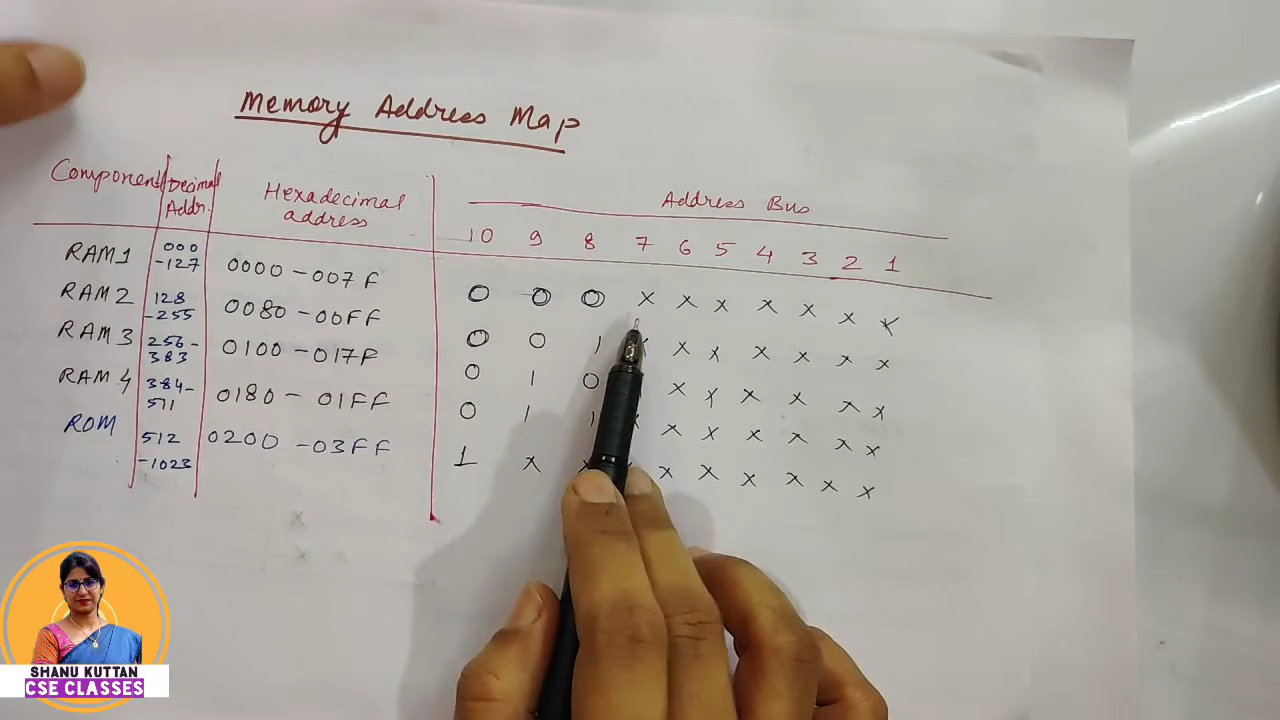 Memory Address Map
Component Decimal Addr. Hexadecimal address Address Bus
10 9 8 7 6 5 4 3 2 1
RAM1 000 -127 0000 - 007F 0 0 0 x x x x x x x
RAM2 128 -255 0080 - 00FF 0 0 1 x x x x x x
RAM3 256 - 383 0100 - 017F 0 1 0 x x x x x x
RAM4 384 - 511 0180 - 01FF 0 1 1 x x x x x x x
ROM 512 -1023 0200 - 03FF 1 x x x x x x x x
x
x x
SHANU KUTTAN
CSE CLASSES